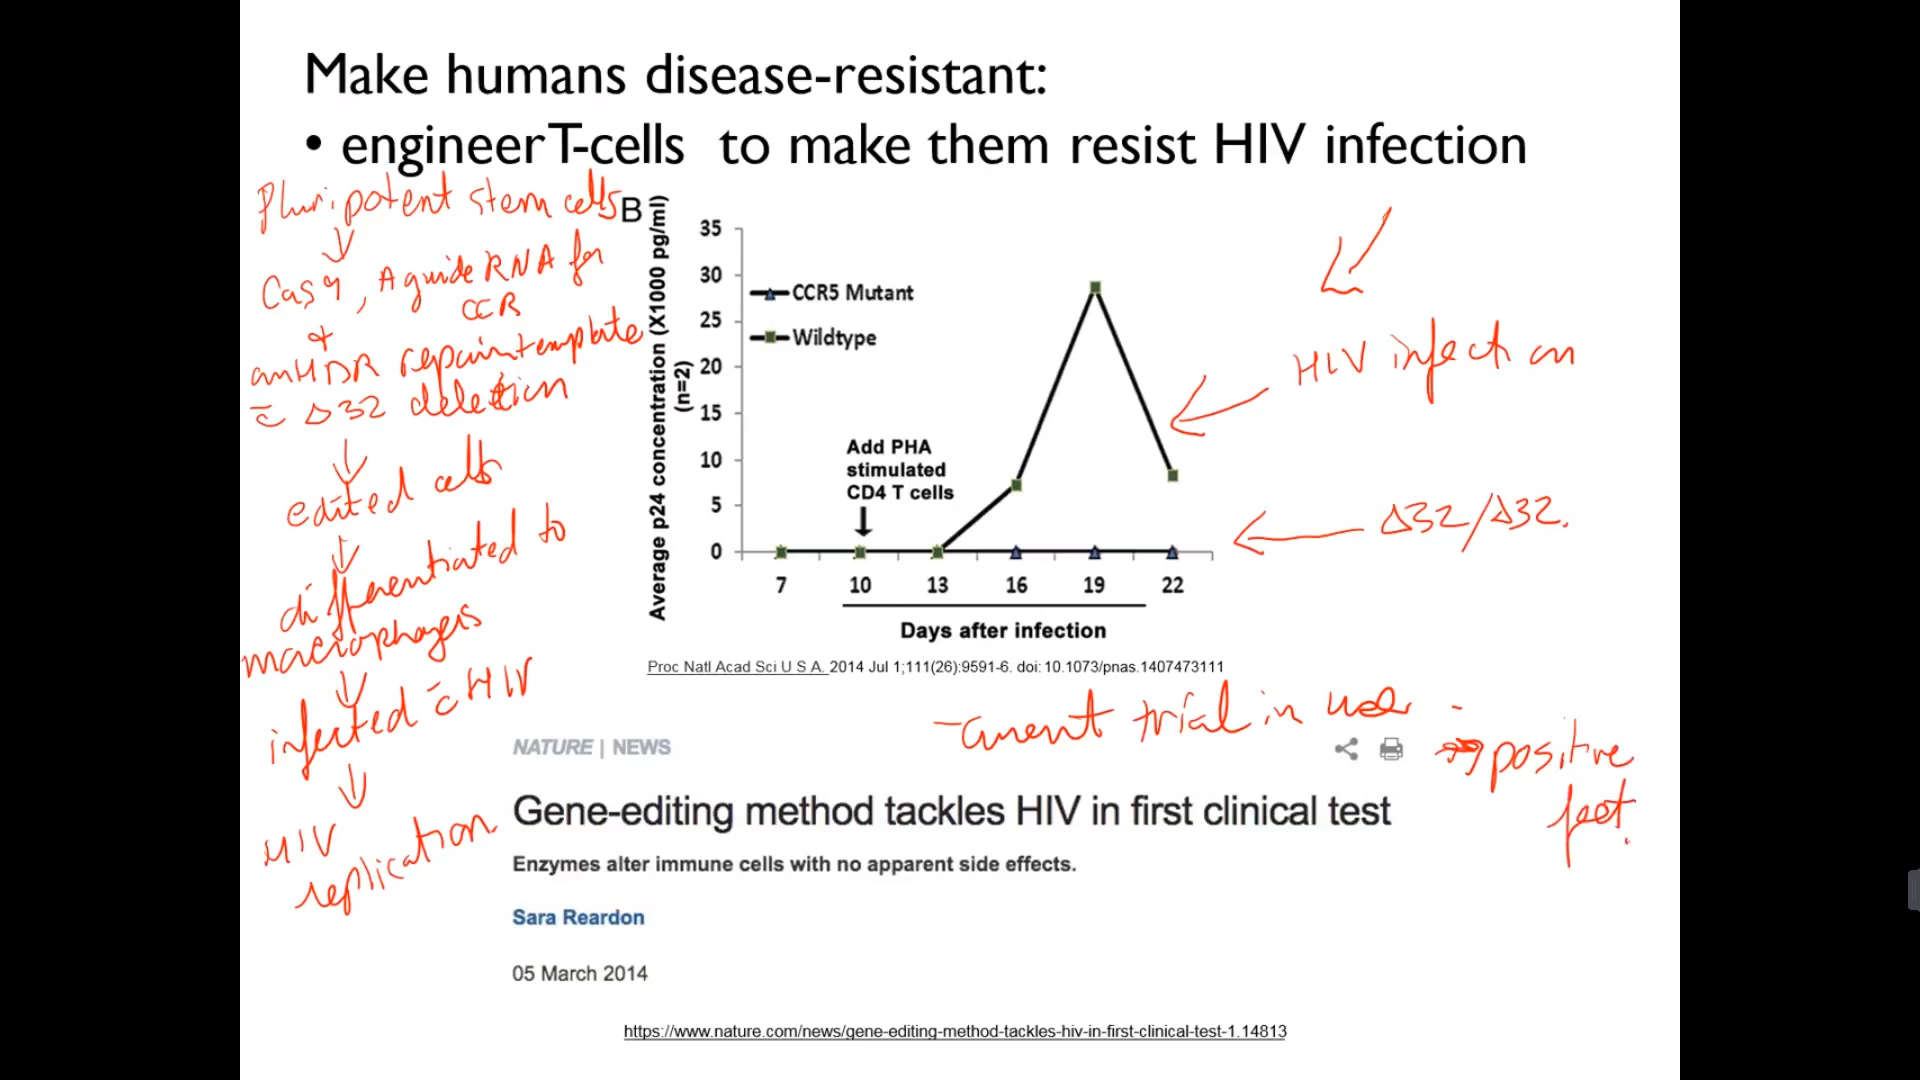 Make humans disease-resistant:
• engineer T-cells to make them resist HIV infection
Pluripotent stem cells
↓
Cas9, A guide RNA for
CCR
+
an HDR repair template
c̄ Δ32 deletion
↓
edited cells
↓
differentiated to
macrophages
↓
infected c̄ HIV
↓
HIV
replication.
B
Average p24 concentration (X1000 pg/ml)
(n=2)
35
30
25
20
15
10
5
0
CCR5 Mutant
Wildtype
Add PHA
stimulated
CD4 T cells
7 10 13 16 19 22
Days after infection
HIV infection
Δ32/Δ32.
Proc Natl Acad Sci U S A. 2014 Jul 1;111(26):9591-6. doi: 10.1073/pnas.1407473111
trial in
positive
NATURE | NEWS
Gene-editing method tackles HIV in first clinical test
Enzymes alter immune cells with no apparent side effects.
Sara Reardon
05 March 2014
https://www.nature.com/news/gene-editing-method-tackles-hiv-in-first-clinical-test-1.14813